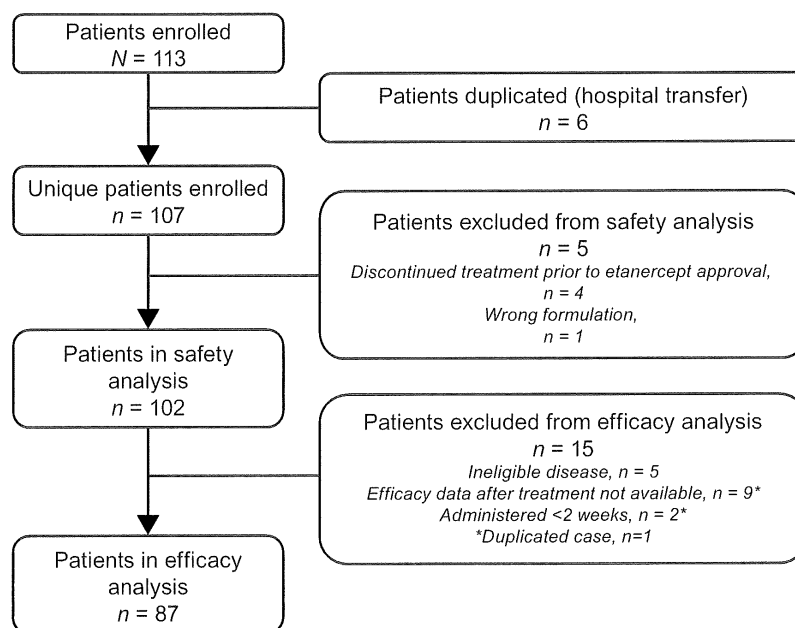 Patients enrolled
N = 113
Patients duplicated (hospital transfer)
n = 6
Unique patients enrolled
n = 107
Patients excluded from safety analysis
n = 5
Discontinued treatment prior to etanercept approval,
n = 4
Wrong formulation,
n = 1
Patients in safety
analysis
n = 102
Patients excluded from efficacy analysis
n = 15
Ineligible disease, n = 5
Efficacy data after treatment not available, n = 9*
Administered <2 weeks, n = 2*
*Duplicated case, n=1
Patients in efficacy
analysis
n = 87